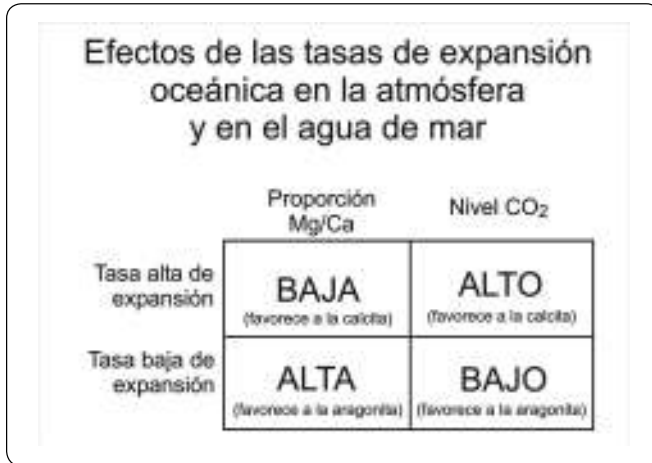 Efectos de las tasas de expansión
oceánica en la atmósfera
y en el agua de mar
Proporción
Mg/Ca
Nivel CO₂
Tasa alta de
expansión
BAJA
(favorece a la calcita)
ALTO
(favorece a la calcita)
Tasa baja de
expansión
ALTA
(favorece a la aragonita)
BAJO
(favorece a la aragonita)